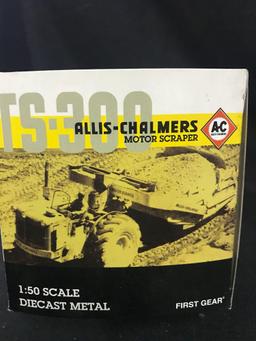 TS-300
ALLIS-CHALMERS
MOTOR SCRAPER
A-C
1:50 SCALE
DIECAST METAL
FIRST GEAR